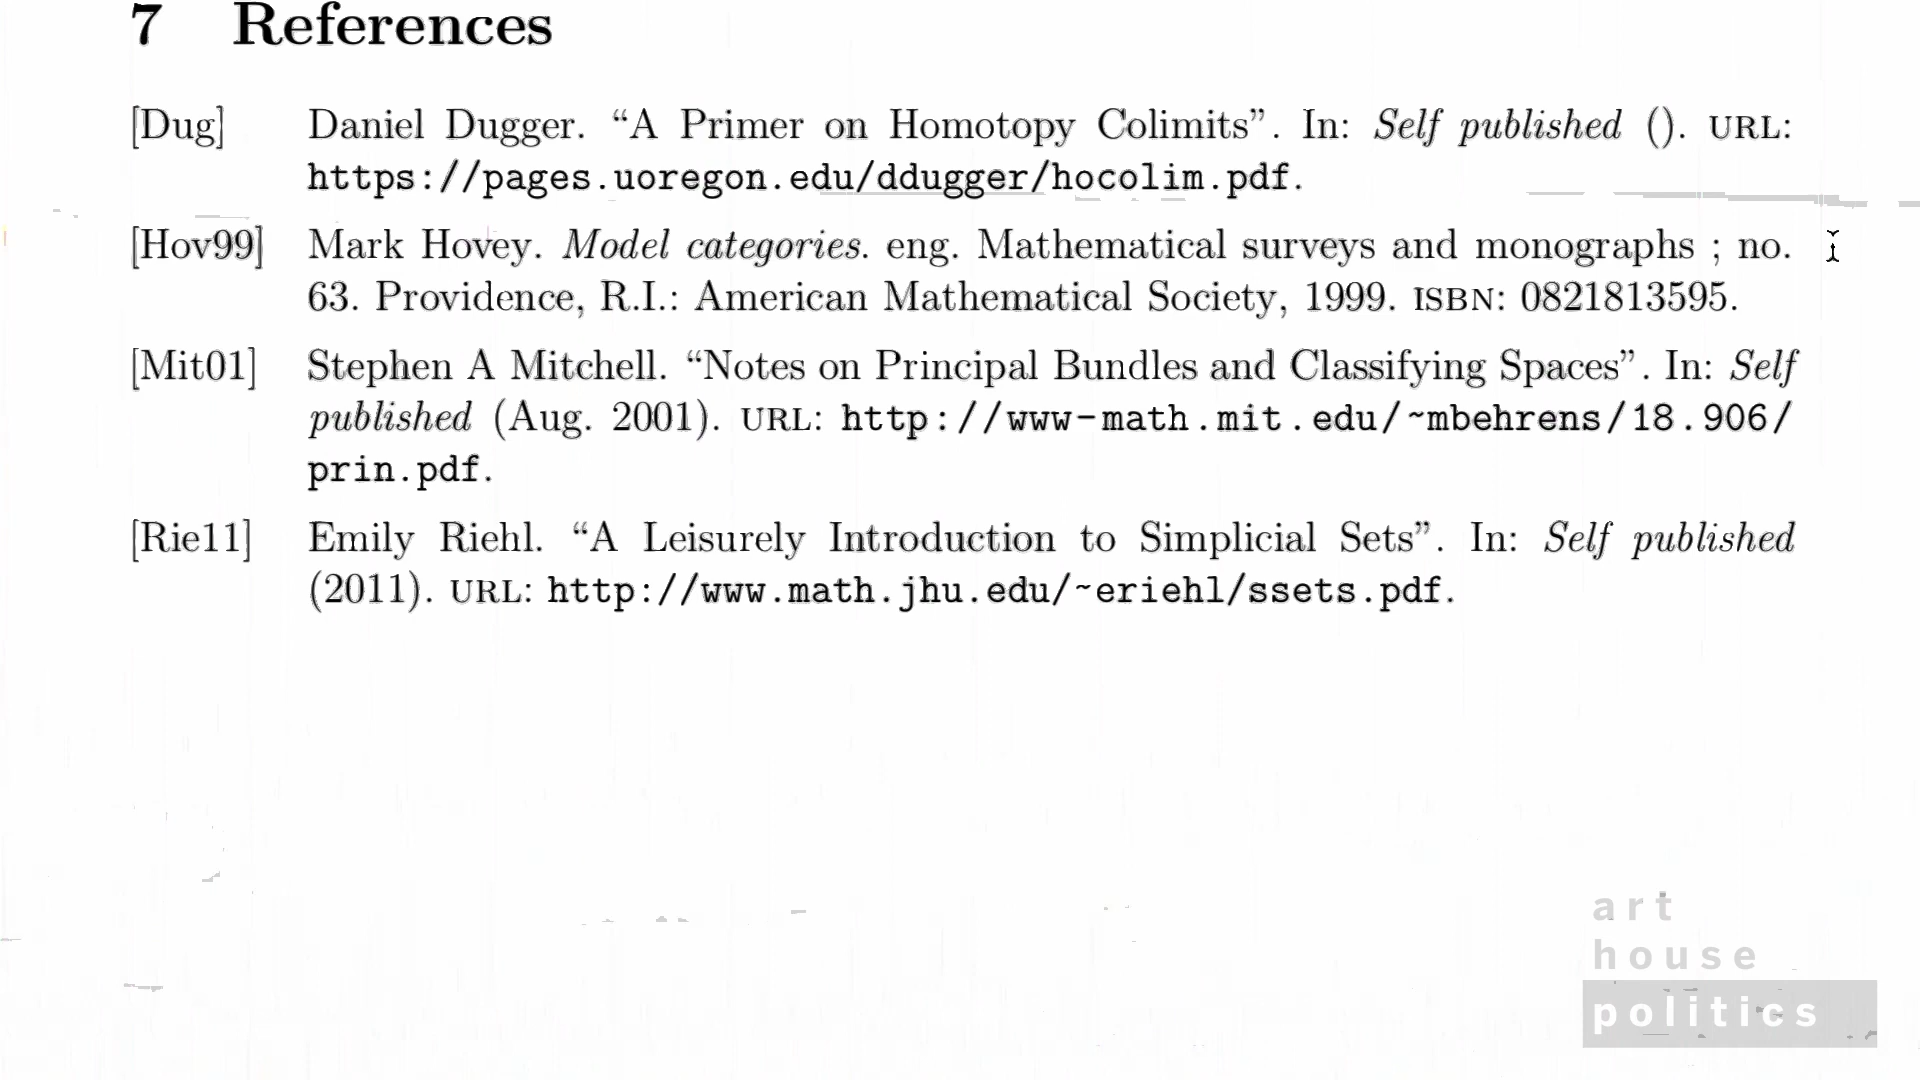 7 References
[Dug] Daniel Dugger. “A Primer on Homotopy Colimits”. In: Self published (). URL:
https://pages.uoregon.edu/ddugger/hocolim.pdf.
[Hov99] Mark Hovey. Model categories. eng. Mathematical surveys and monographs ; no.
63. Providence, R.I.: American Mathematical Society, 1999. ISBN: 0821813595.
[Mit01] Stephen A Mitchell. “Notes on Principal Bundles and Classifying Spaces”. In: Self
published (Aug. 2001). URL: http://www-math.mit.edu/~mbehrens/18.906/
prin.pdf.
[Rie11] Emily Riehl. “A Leisurely Introduction to Simplicial Sets”. In: Self published
(2011). URL: http://www.math.jhu.edu/~eriehl/ssets.pdf.
art
house
politics